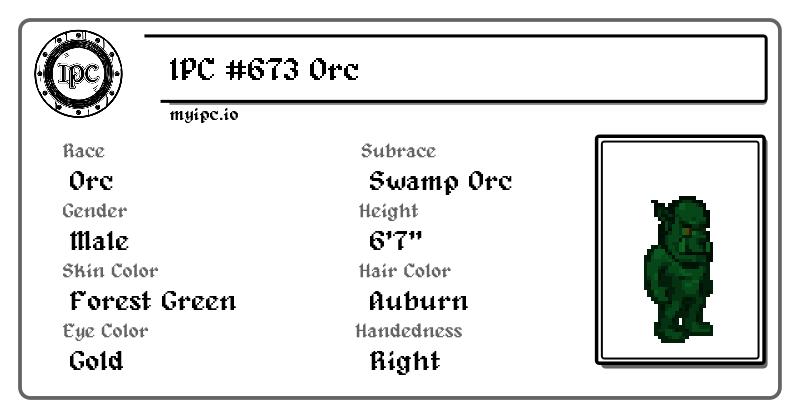 IPC
IPC #673 Orc
myipc.io
Race
Orc
Subrace
Swamp Orc
Gender
Male
Height
6'7"
Skin Color
Forest Green
Hair Color
Auburn
Eye Color
Gold
Handedness
Right